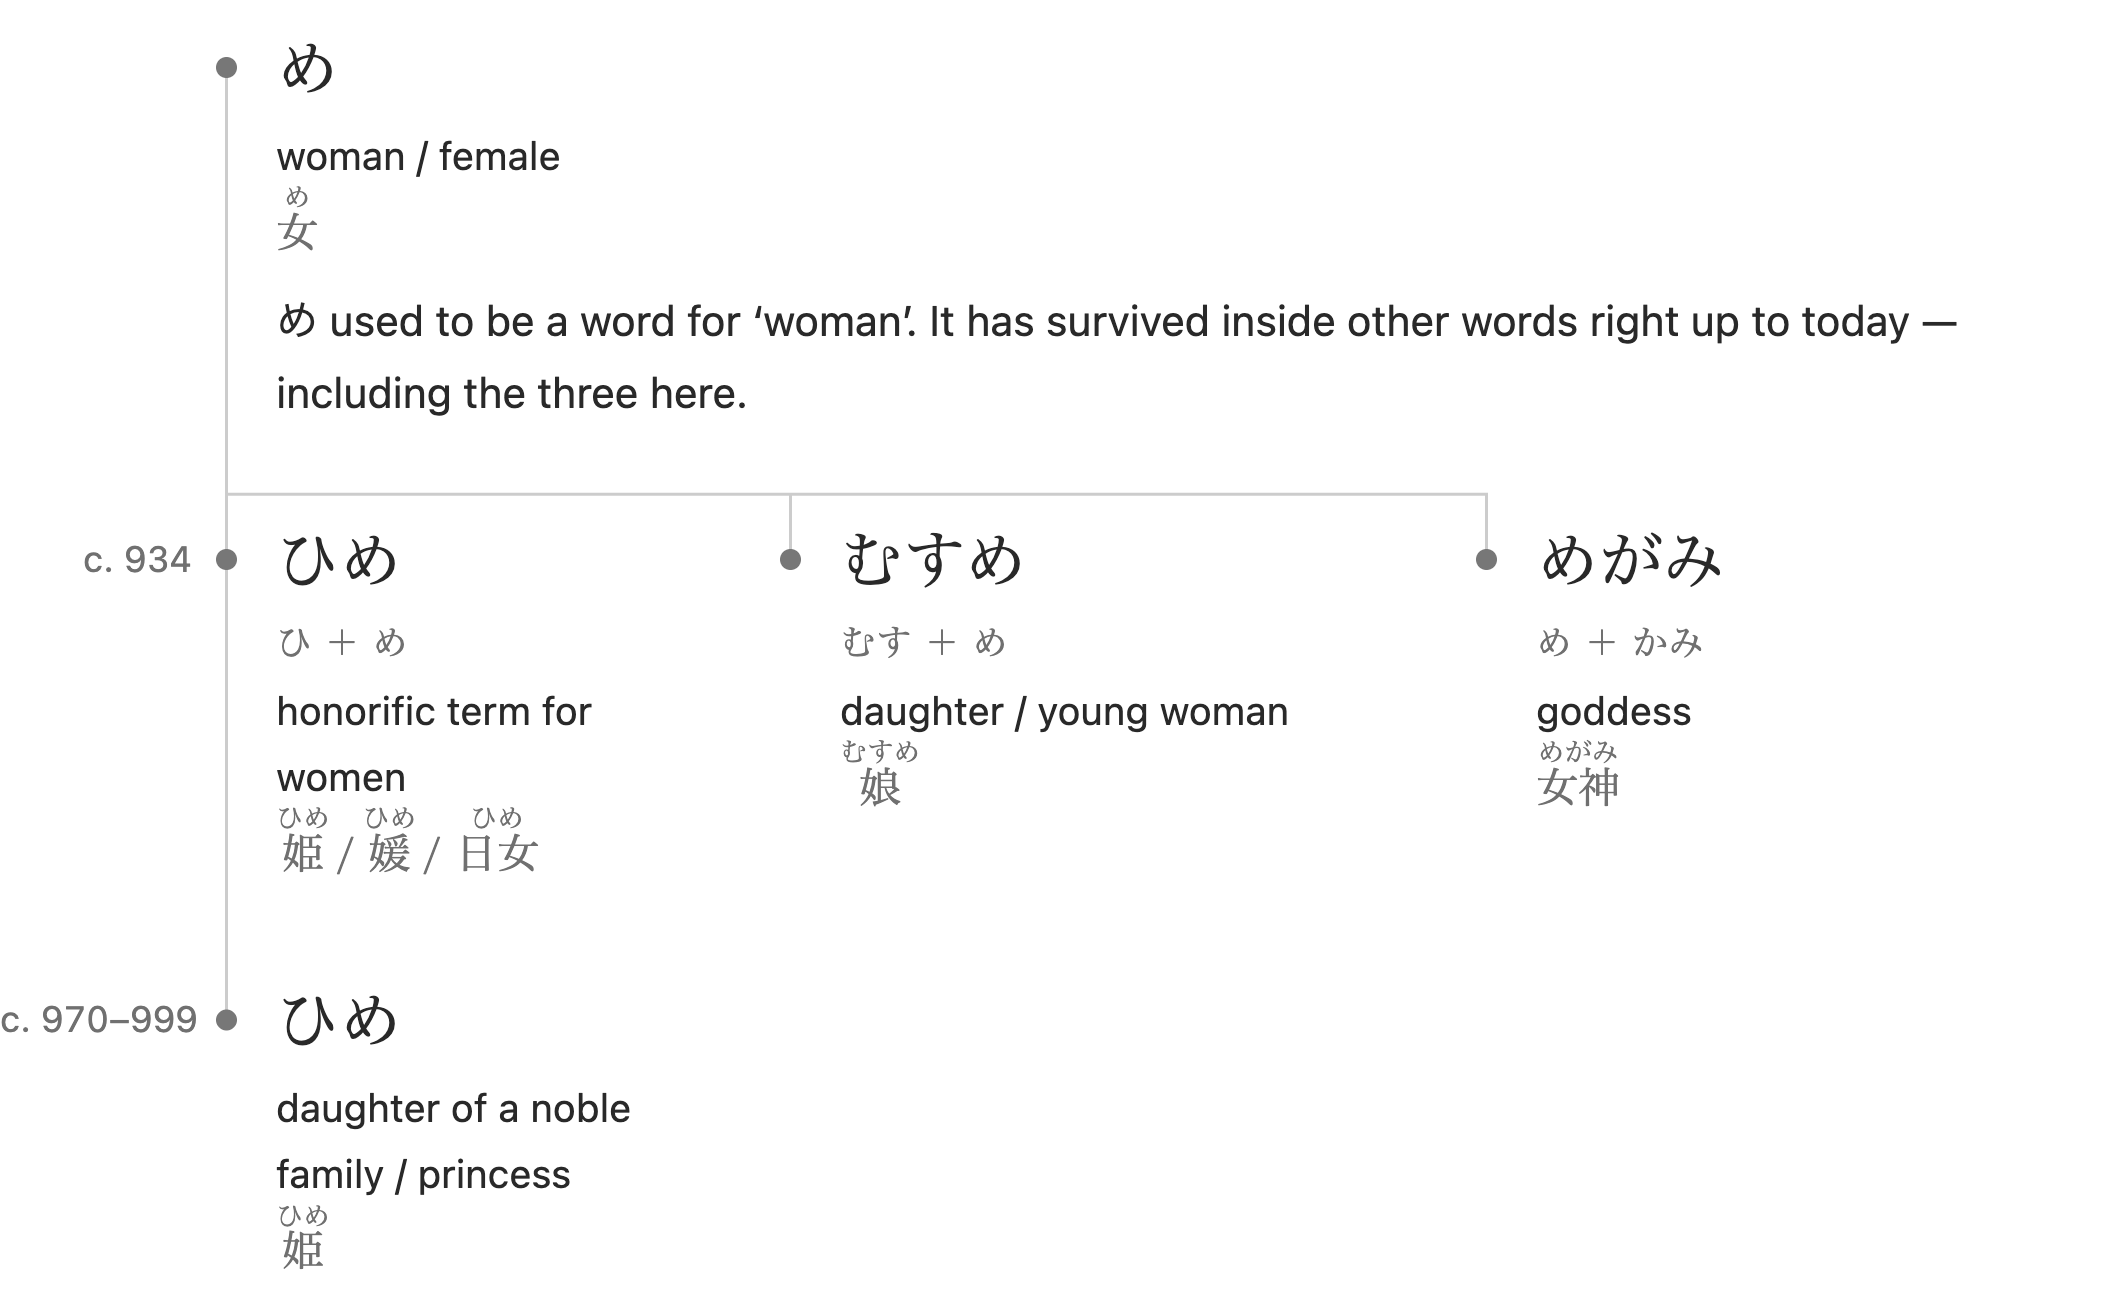 め
woman / female
め
女
め used to be a word for ‘woman’. It has survived inside other words right up to today —
including the three here.
c. 934
ひめ
ひ + め
honorific term for
women
ひめ ひめ ひめ
姫 / 媛 / 日女
むすめ
むす + め
daughter / young woman
むすめ
娘
めがみ
め + かみ
goddess
めがみ
女神
c. 970–999
ひめ
daughter of a noble
family / princess
ひめ
姫